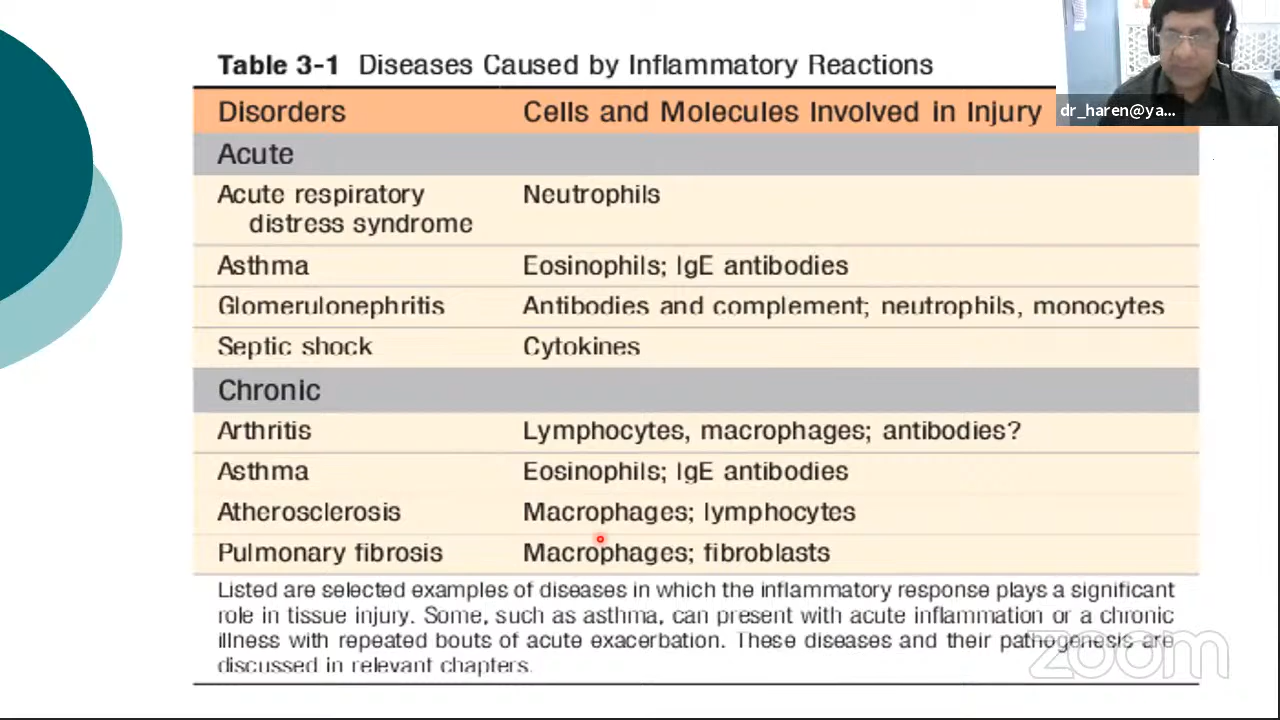 Table 3-1 Diseases Caused by Inflammatory Reactions
Disorders Cells and Molecules Involved in Injury
dr_haren@ya...
Acute
Acute respiratory Neutrophils
distress syndrome
Asthma Eosinophils; IgE antibodies
Glomerulonephritis Antibodies and complement; neutrophils, monocytes
Septic shock Cytokines
Chronic
Arthritis Lymphocytes, macrophages; antibodies?
Asthma Eosinophils; IgE antibodies
Atherosclerosis Macrophages; lymphocytes
Pulmonary fibrosis Macrophages; fibroblasts
Listed are selected examples of diseases in which the inflammatory response plays a significant
role in tissue injury. Some, such as asthma, can present with acute inflammation or a chronic
illness with repeated bouts of acute exacerbation. These diseases and their pathogenesis are
discussed in relevant chapters.
zoom